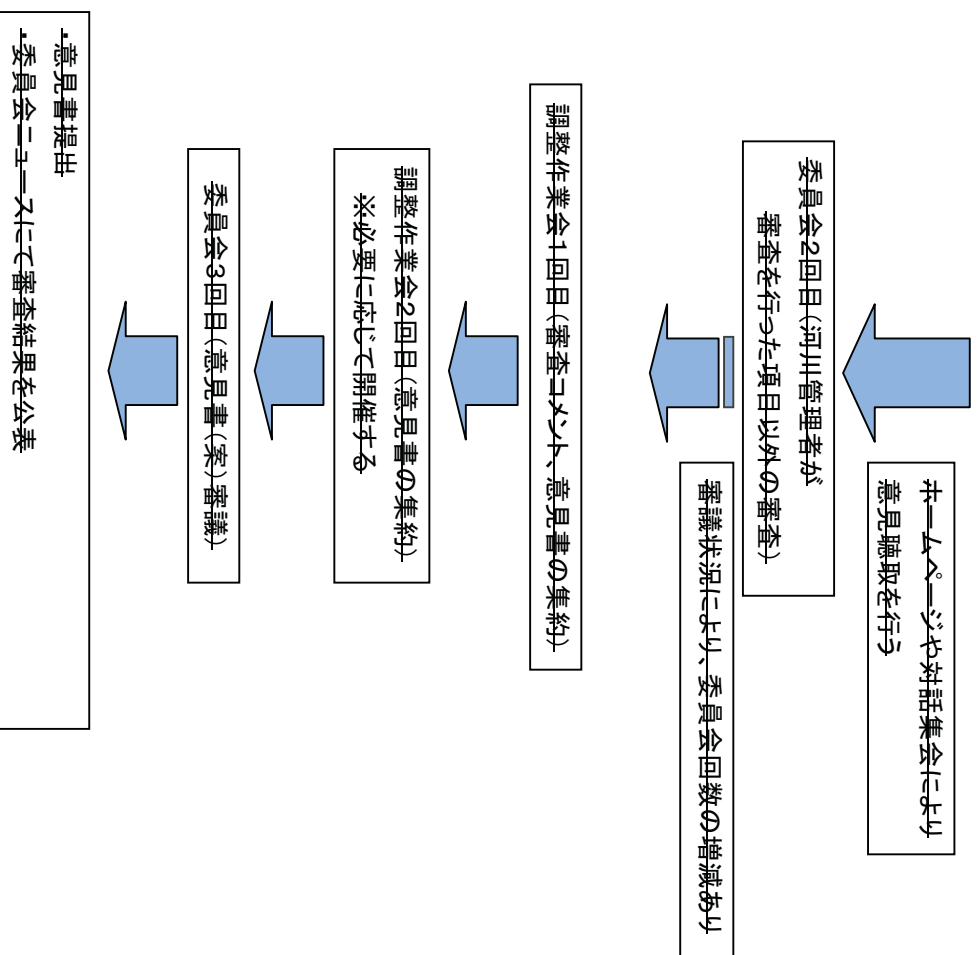 ホームページや対話集会により
意見聴取を行う
委員会2回目（河川管理者が
審査を行った項目以外の審査）
審議状況により、委員会回数の増減あり
調整作業会1回目（審査コメント、意見書の集約）
調整作業会2回目（意見書の集約）
※必要に応じて開催する
委員会3回目（意見書（案）審議）
・意見書提出
・委員会ニュースにて審査結果を公表